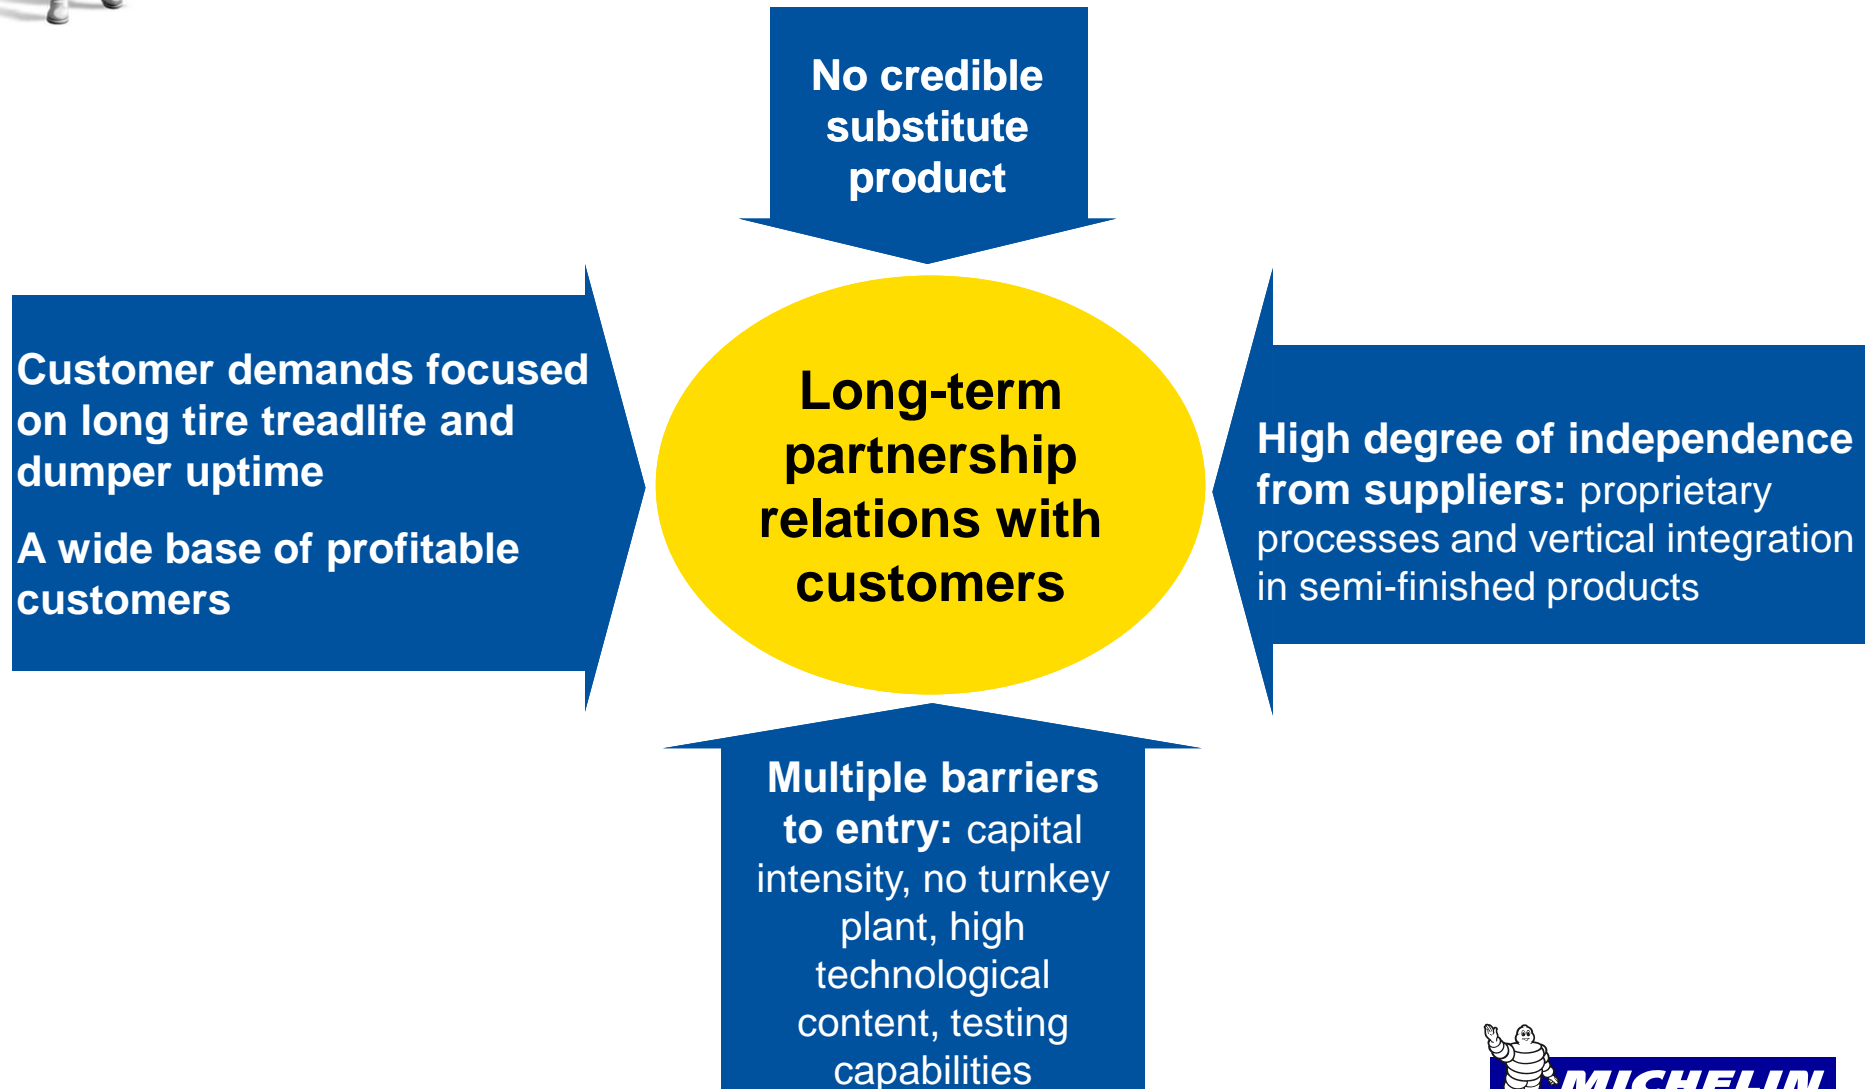 No credible
substitute
product
Customer demands focused
on long tire treadlife and
dumper uptime
A wide base of profitable
customers
Long-term
partnership
relations with
customers
High degree of independence
from suppliers: proprietary
processes and vertical integration
in semi-finished products
Multiple barriers
to entry: capital
intensity, no turnkey
plant, high
technological
content, testing
capabilities
MICHELIN